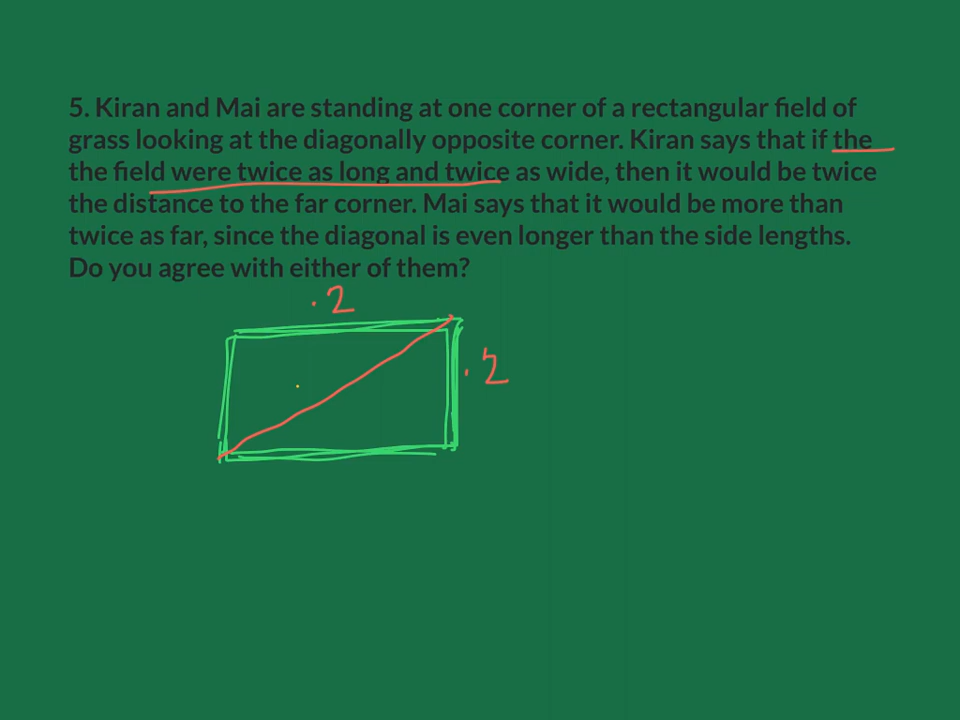 5. Kiran and Mai are standing at one corner of a rectangular field of
grass looking at the diagonally opposite corner. Kiran says that if the
the field were twice as long and twice as wide, then it would be twice
the distance to the far corner. Mai says that it would be more than
twice as far, since the diagonal is even longer than the side lengths.
Do you agree with either of them?
· 2
· 2